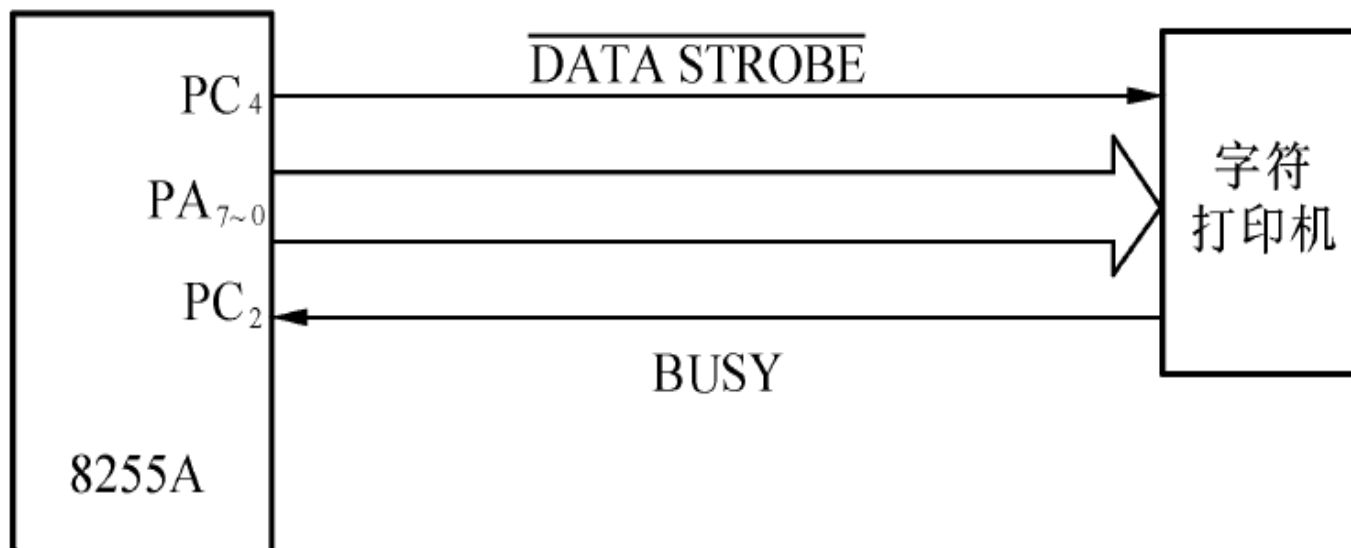 DATA STROBE
PC4
PA7~0
PC2
BUSY
8255A
字符
打印机